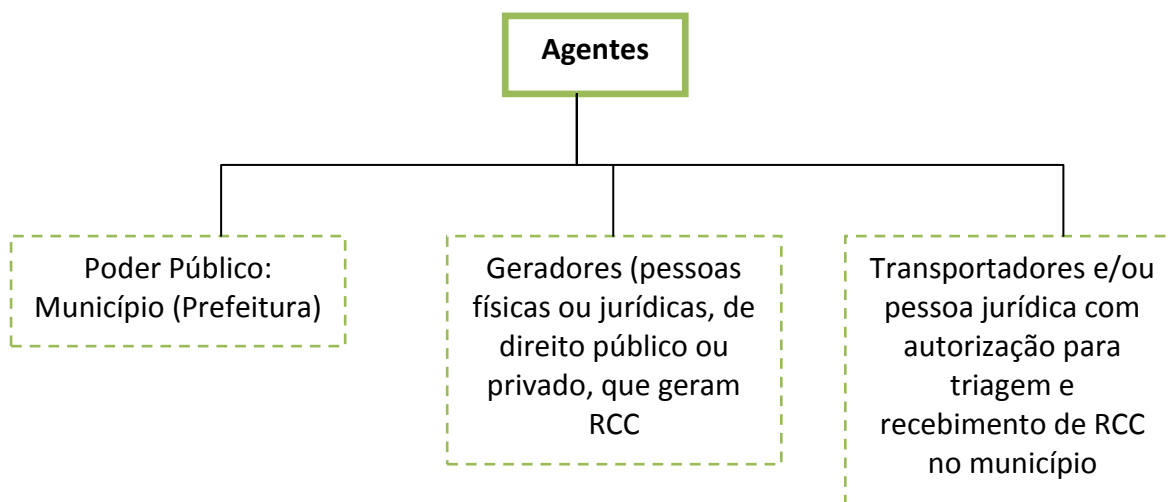 Agentes
Poder Público:
Município (Prefeitura)
Geradores (pessoas
físicas ou jurídicas, de
direito público ou
privado, que geram
RCC
Transportadores e/ou
pessoa jurídica com
autorização para
triagem e
recebimento de RCC
no município